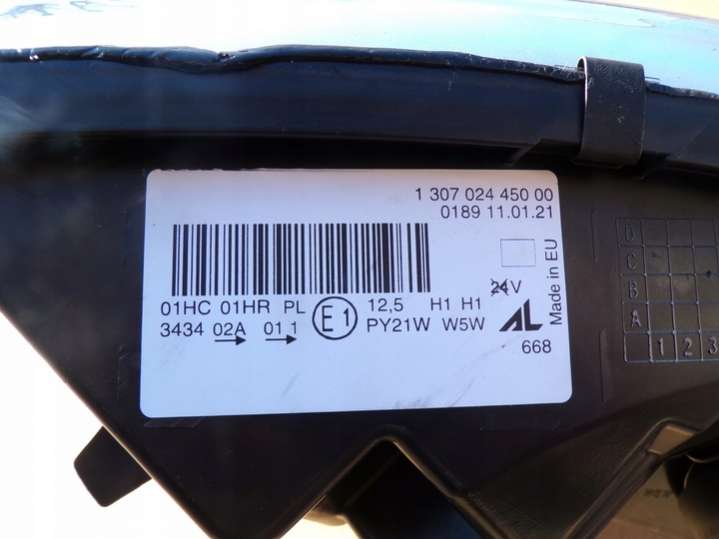 1 307 024 450 00
0189 11.01.21
Made in EU
24V
01HC 01HR PL E1 12,5 H1 H1
3434 02A 01 1 PY21W W5W AL
668
D
C
B
A
1 2 3